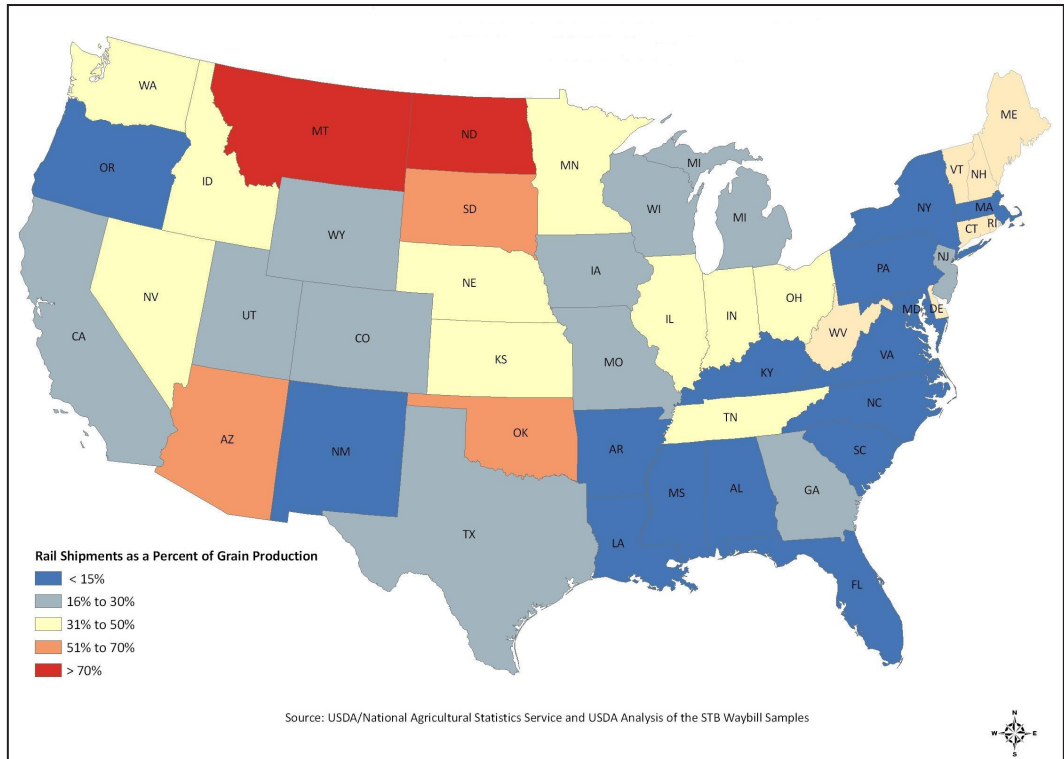 WA
MT
ND
MN
ME
VT
NH
OR
ID
SD
WI
MI
MI
NY
MA
CT
RI
WY
IA
PA
NJ
NV
NE
IL
IN
OH
MD
DE
CA
UT
CO
KS
MO
WV
VA
KY
NC
AZ
NM
OK
AR
TN
SC
MS
AL
GA
TX
LA
FL
Rail Shipments as a Percent of Grain Production
< 15%
16% to 30%
31% to 50%
51% to 70%
> 70%
Source: USDA/National Agricultural Statistics Service and USDA Analysis of the STB Waybill Samples
N
W E
S